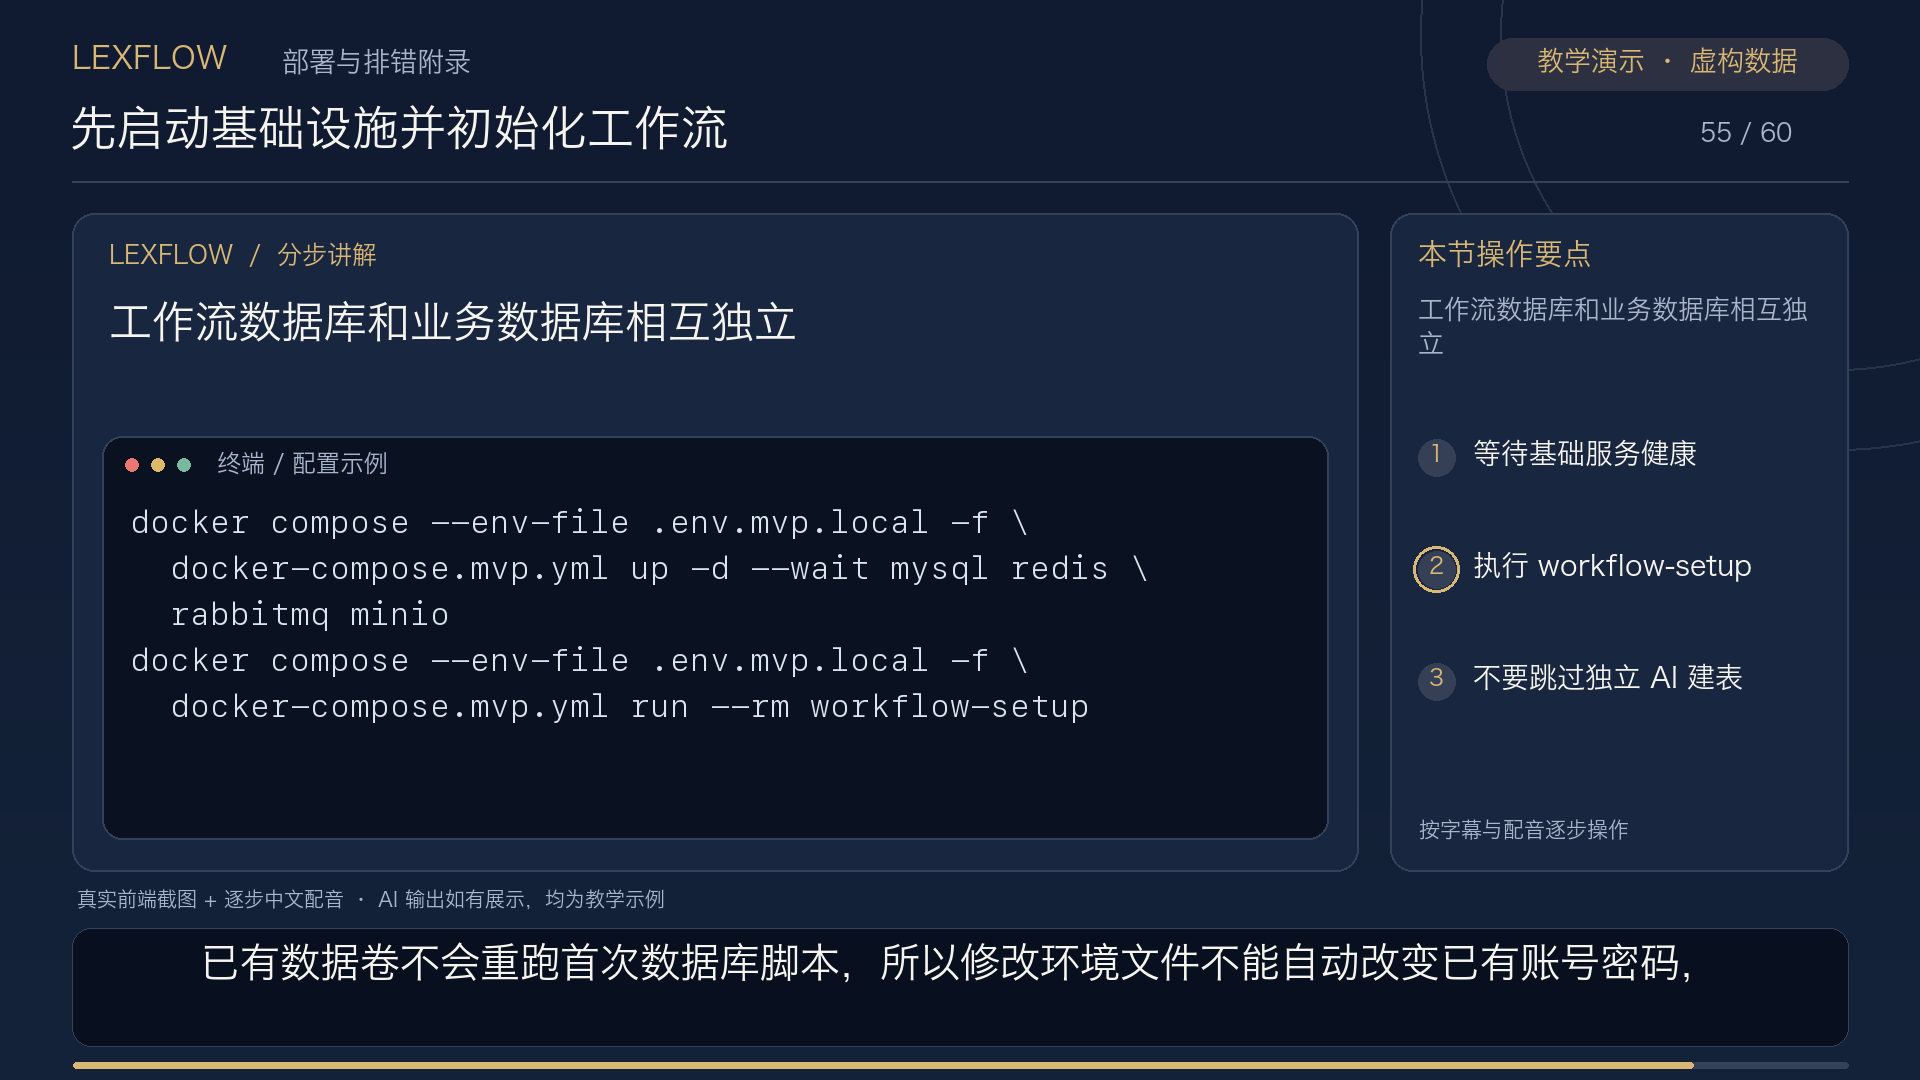 LEXFLOW 部署与排错附录
教学演示 · 虚构数据
先启动基础设施并初始化工作流
55 / 60
LEXFLOW / 分步讲解
工作流数据库和业务数据库相互独立
终端 / 配置示例
docker compose --env-file .env.mvp.local -f \
docker-compose.mvp.yml up -d --wait mysql redis \
rabbitmq minio
docker compose --env-file .env.mvp.local -f \
docker-compose.mvp.yml run --rm workflow-setup
本节操作要点
工作流数据库和业务数据库相互独
立
1 等待基础服务健康
2 执行 workflow-setup
3 不要跳过独立 AI 建表
按字幕与配音逐步操作
真实前端截图 + 逐步中文配音 · AI 输出如有展示，均为教学示例
已有数据卷不会重跑首次数据库脚本，所以修改环境文件不能自动改变已有账号密码，